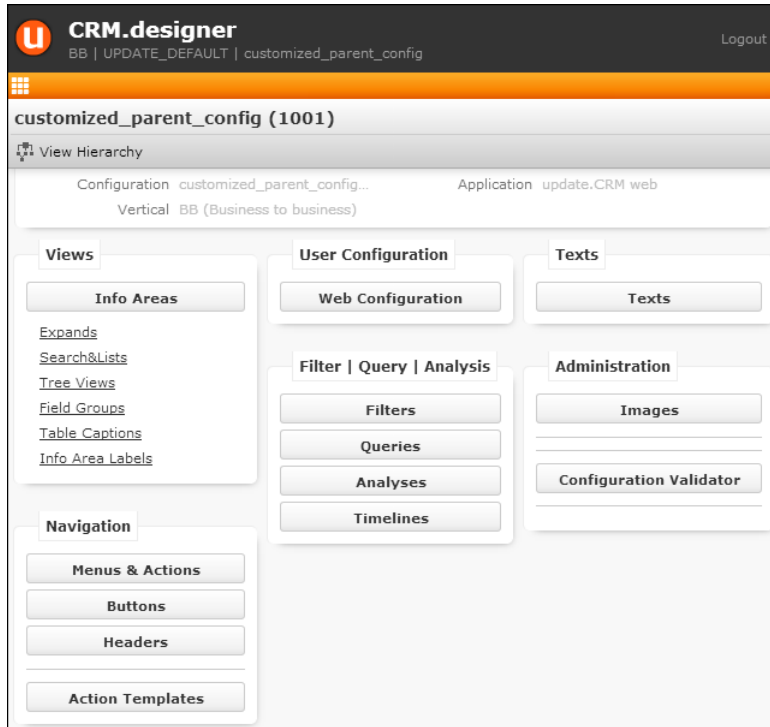 u
CRM.designer
BB | UPDATE_DEFAULT | customized_parent_config
Logout
customized_parent_config (1001)
View Hierarchy
Configuration customized_parent_config...
Application update.CRM web
Vertical BB (Business to business)
Views
Info Areas
Expands
Search&Lists
Tree Views
Field Groups
Table Captions
Info Area Labels
Navigation
Menus & Actions
Buttons
Headers
Action Templates
User Configuration
Web Configuration
Filter | Query | Analysis
Filters
Queries
Analyses
Timelines
Texts
Texts
Administration
Images
Configuration Validator